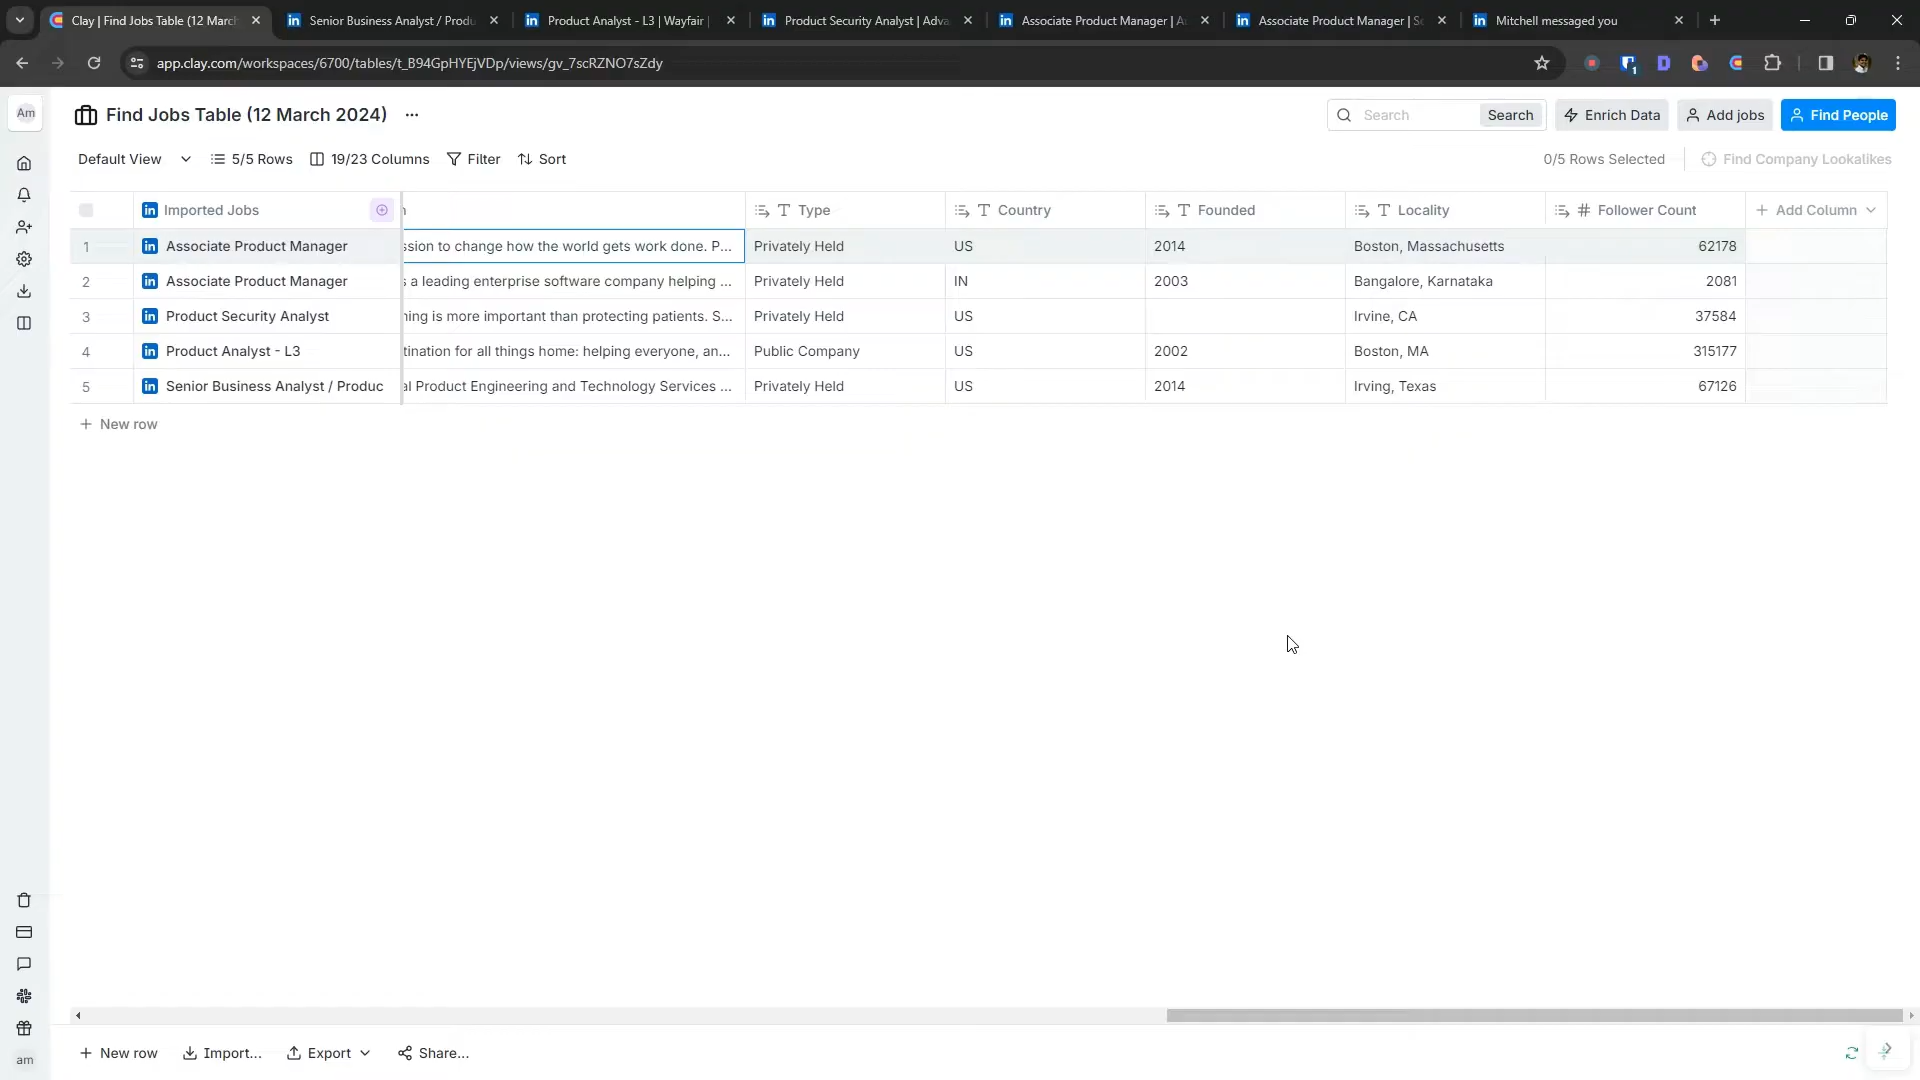 Clay | Find Jobs Table (12 March
Senior Business Analyst / Produ
Product Analyst - L3 | Wayfair |
Product Security Analyst | Adva
Associate Product Manager | A
Associate Product Manager | Sc
Mitchell messaged you
app.clay.com/workspaces/6700/tables/t_B94GpHYEjVDp/views/gv_7scRZNO7sZdy
Am
Find Jobs Table (12 March 2024)
Search
Search
Enrich Data
Add jobs
Find People
Default View
5/5 Rows
19/23 Columns
Filter
Sort
0/5 Rows Selected
Find Company Lookalikes
Imported Jobs
Type
Country
Founded
Locality
# Follower Count
+ Add Column
1 Associate Product Manager ssion to change how the world gets work done. P... Privately Held US 2014 Boston, Massachusetts 62178
2 Associate Product Manager s a leading enterprise software company helping ... Privately Held IN 2003 Bangalore, Karnataka 2081
3 Product Security Analyst ning is more important than protecting patients. S... Privately Held US Irvine, CA 37584
4 Product Analyst - L3 tination for all things home: helping everyone, an... Public Company US 2002 Boston, MA 315177
5 Senior Business Analyst / Produc al Product Engineering and Technology Services ... Privately Held US 2014 Irving, Texas 67126
+ New row
am
+ New row
Import...
Export
Share...